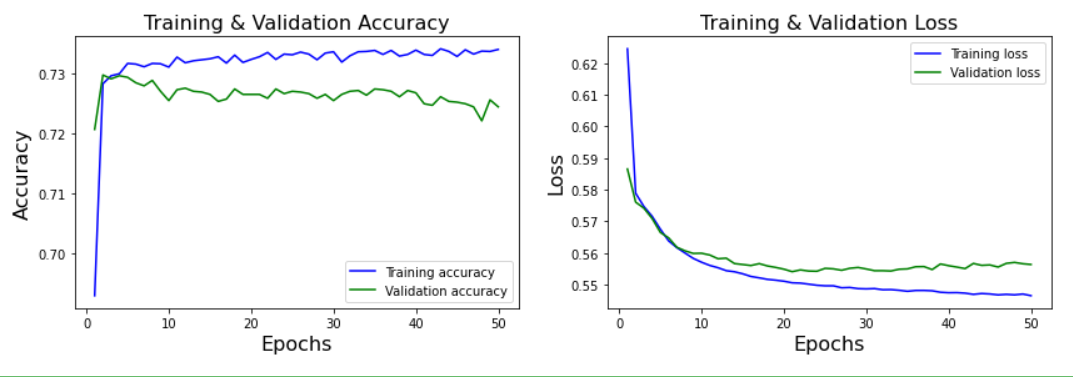 Training & Validation Accuracy
Accuracy
0.73
0.72
0.71
0.70
Training accuracy
Validation accuracy
0 10 20 30 40 50
Epochs
Training & Validation Loss
Loss
0.62
0.61
0.60
0.59
0.58
0.57
0.56
0.55
Training loss
Validation loss
0 10 20 30 40 50
Epochs